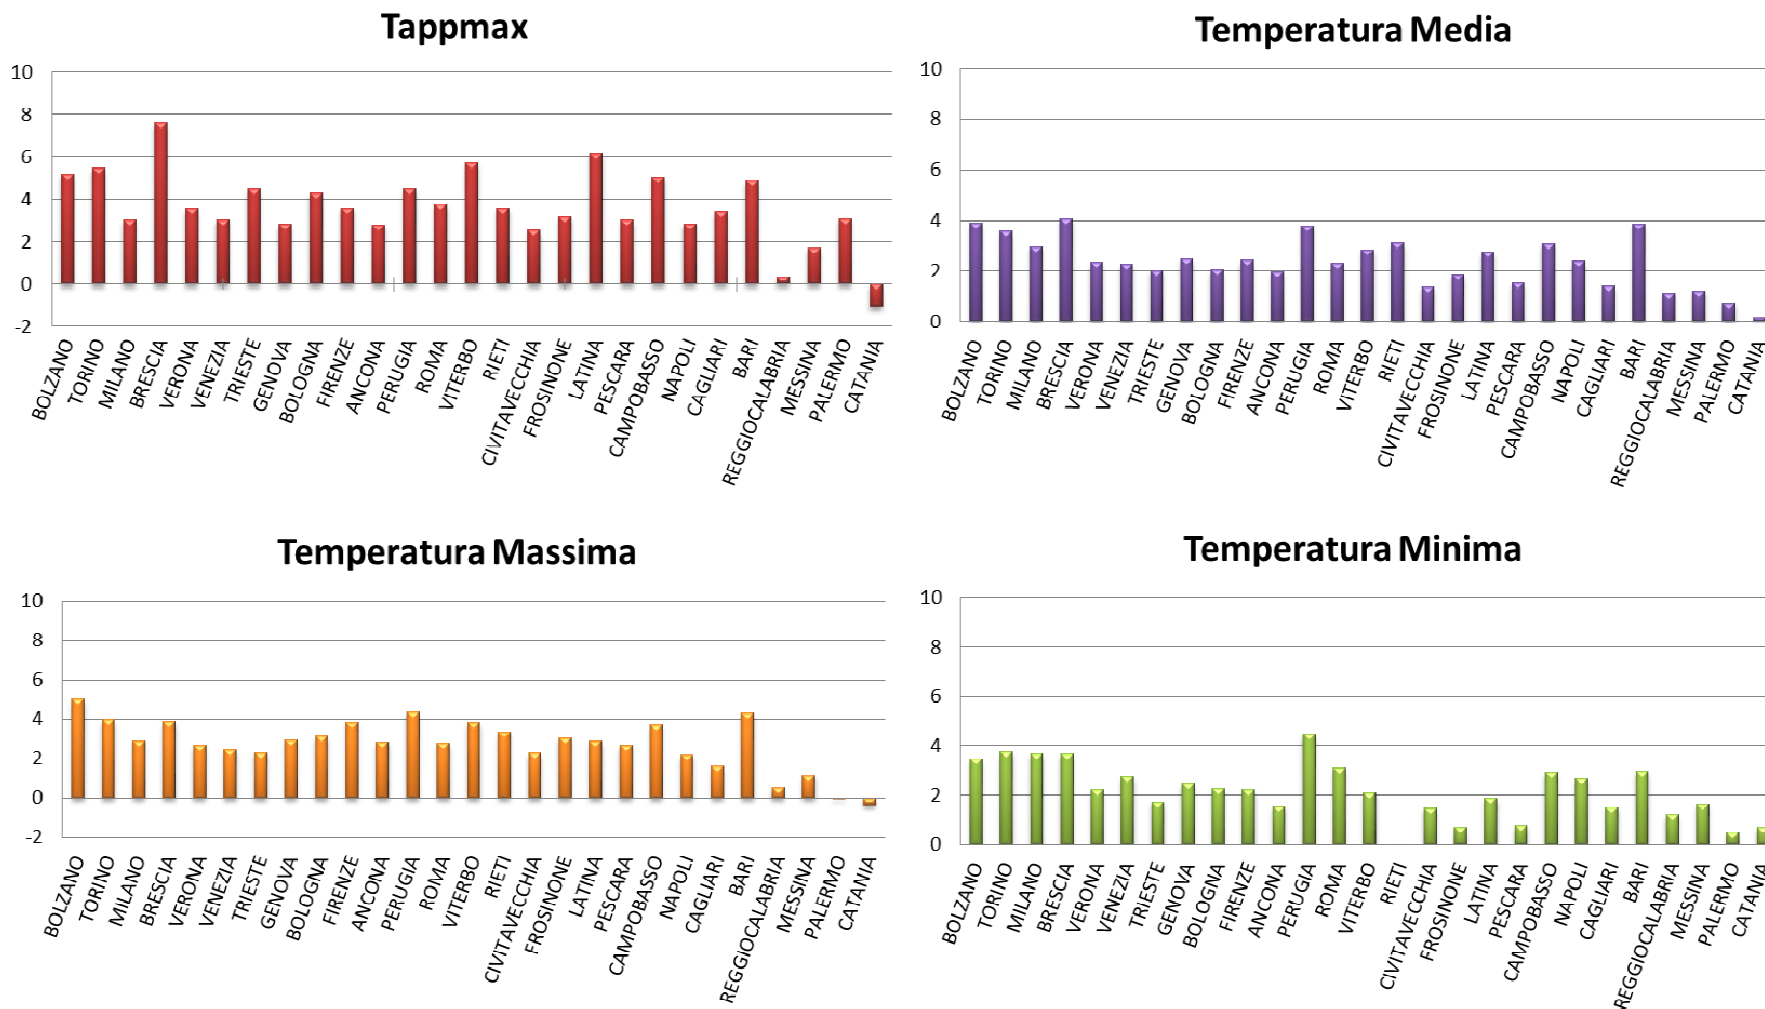 Tappmax
10
8
6
4
2
0
-2
BOLZANO
TORINO
MILANO
BRESCIA
VERONA
VENEZIA
TRIESTE
GENOVA
BOLOGNA
FIRENZE
ANCONA
PERUGIA
ROMA
VITERBO
RIETI
CIVITAVECCHIA
FROSINONE
LATINA
PESCARA
CAMPOBASSO
NAPOLI
CAGLIARI
BARI
REGGIOCALABRIA
MESSINA
PALERMO
CATANIA
Temperatura Media
10
8
6
4
2
0
BOLZANO
TORINO
MILANO
BRESCIA
VERONA
VENEZIA
TRIESTE
GENOVA
BOLOGNA
FIRENZE
ANCONA
PERUGIA
ROMA
VITERBO
RIETI
CIVITAVECCHIA
FROSINONE
LATINA
PESCARA
CAMPOBASSO
NAPOLI
CAGLIARI
BARI
REGGIOCALABRIA
MESSINA
PALERMO
CATANIA
Temperatura Massima
10
8
6
4
2
0
-2
BOLZANO
TORINO
MILANO
BRESCIA
VERONA
VENEZIA
TRIESTE
GENOVA
BOLOGNA
FIRENZE
ANCONA
PERUGIA
ROMA
VITERBO
RIETI
CIVITAVECCHIA
FROSINONE
LATINA
PESCARA
CAMPOBASSO
NAPOLI
CAGLIARI
BARI
REGGIOCALABRIA
MESSINA
PALERMO
CATANIA
Temperatura Minima
10
8
6
4
2
0
BOLZANO
TORINO
MILANO
BRESCIA
VERONA
VENEZIA
TRIESTE
GENOVA
BOLOGNA
FIRENZE
ANCONA
PERUGIA
ROMA
VITERBO
RIETI
CIVITAVECCHIA
FROSINONE
LATINA
PESCARA
CAMPOBASSO
NAPOLI
CAGLIARI
BARI
REGGIOCALABRIA
MESSINA
PALERMO
CATANIA